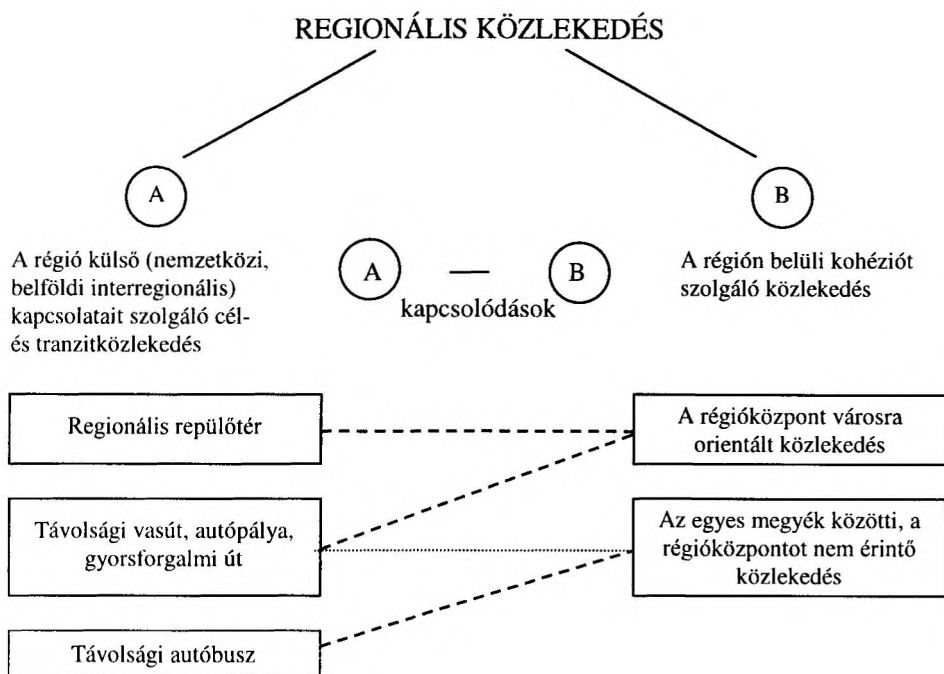 REGIONÁLIS KÖZLEKEDÉS
A
B
A régió külső (nemzetközi,
belföldi interregionális)
kapcsolatait szolgáló cél-
és tranzitközlekedés
A — B
kapcsolódások
A régión belüli kohéziót
szolgáló közlekedés
Regionális repülőtér
A régióközpont városra
orientált közlekedés
Távolsági vasút, autópálya,
gyorsforgalmi út
Az egyes megyék közötti, a
régióközpontot nem érintő
közlekedés
Távolsági autóbusz